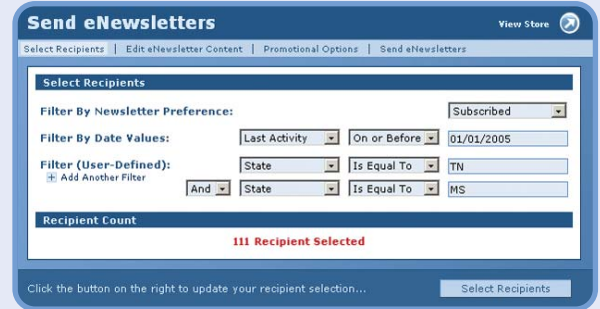 Send eNewsletters
View Store
Select Recipients | Edit eNewsletter Content | Promotional Options | Send eNewsletters
Select Recipients
Filter By Newsletter Preference: Subscribed
Filter By Date Values: Last Activity On or Before 01/01/2005
Filter (User-Defined): State Is Equal To TN
Add Another Filter
And State Is Equal To MS
Recipient Count
111 Recipient Selected
Click the button on the right to update your recipient selection... Select Recipients